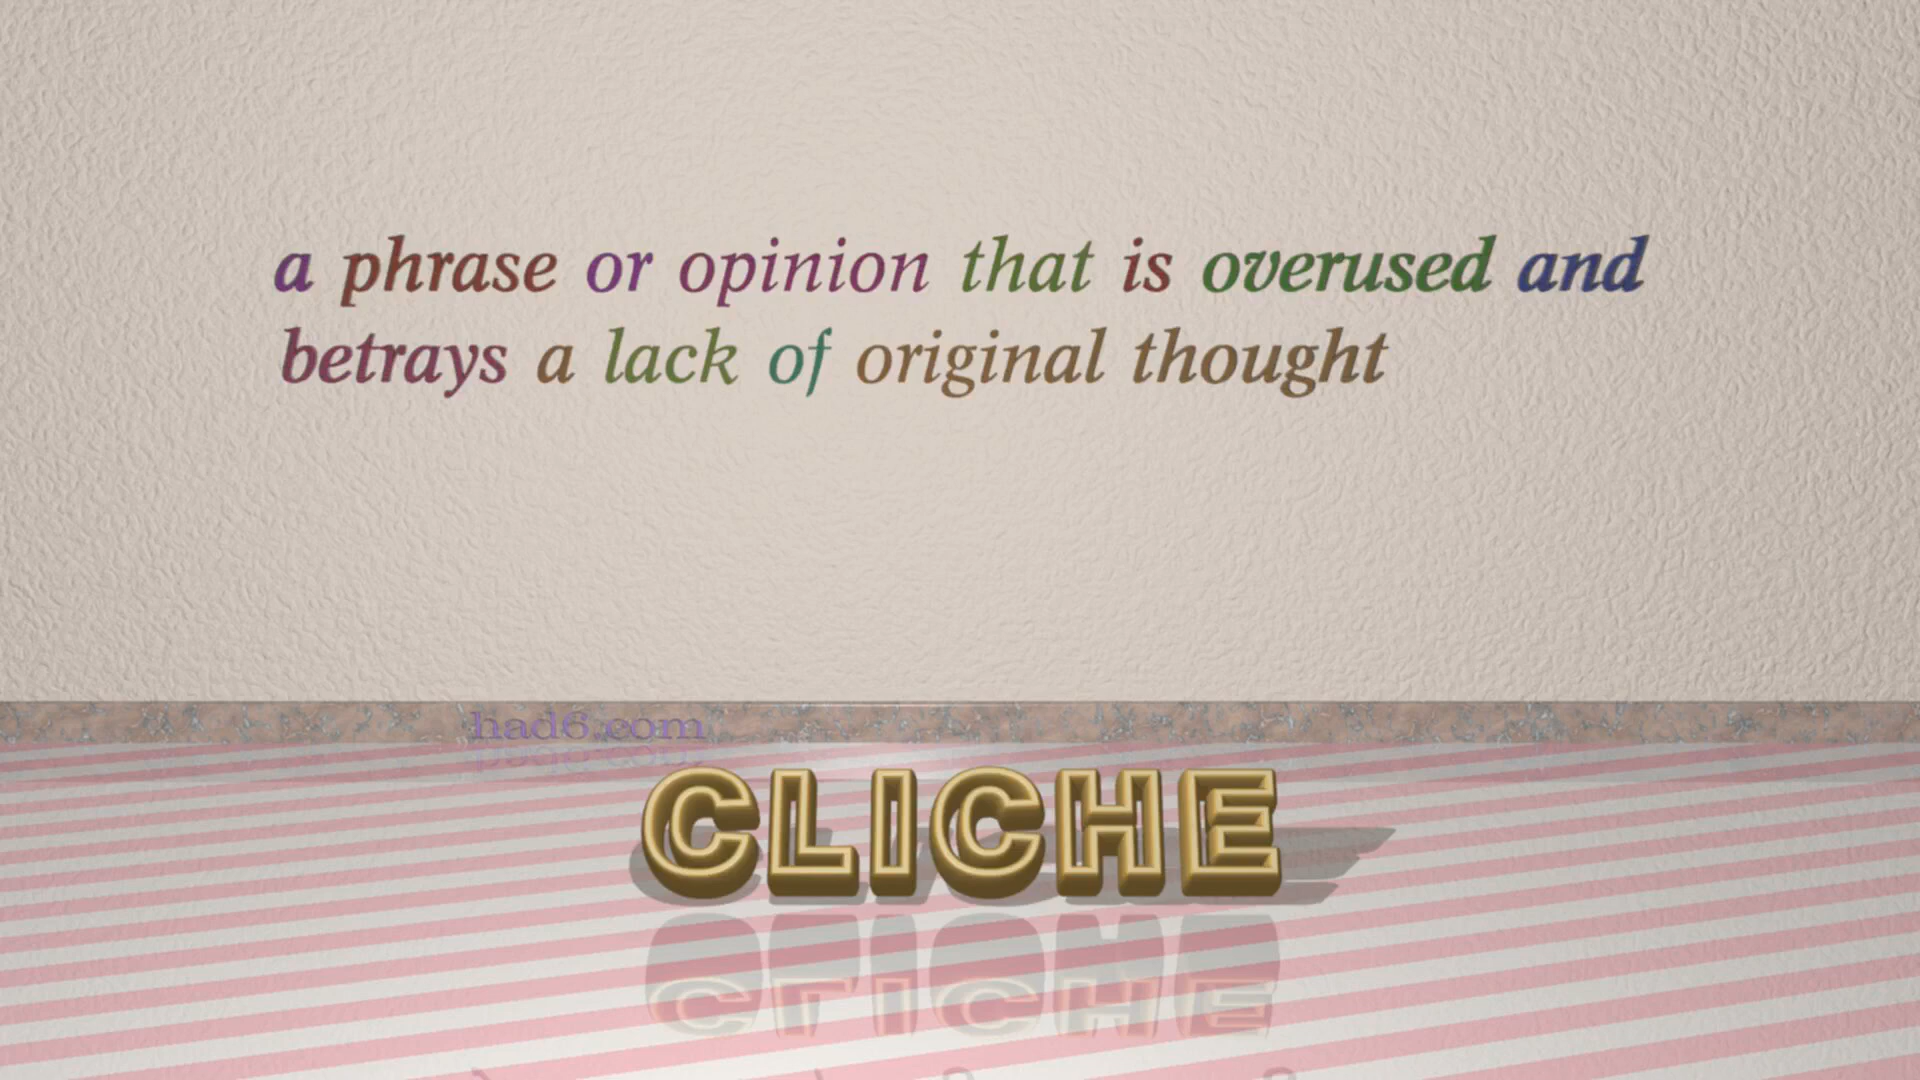 a phrase or opinion that is overused and
betrays a lack of original thought
had6.com
CLICHE